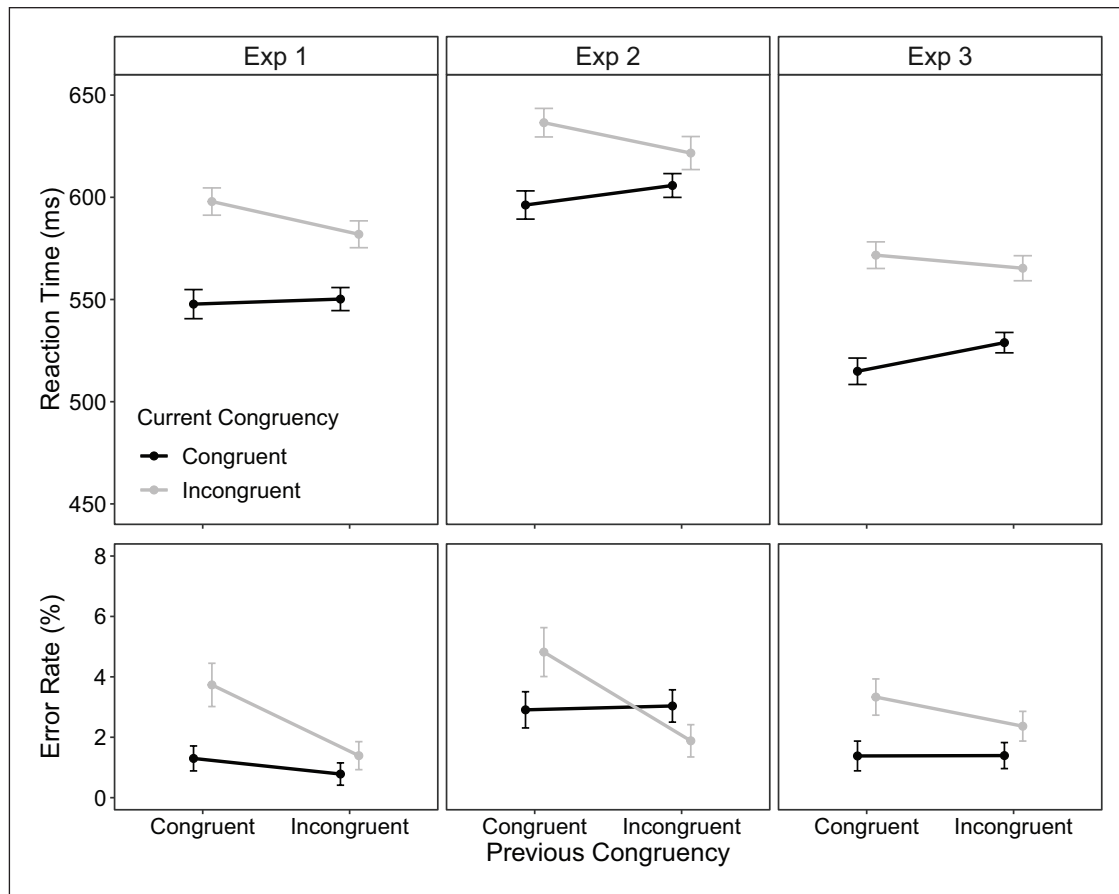 Exp 1
Exp 2
Exp 3
Reaction Time (ms)
650
600
550
500
450
Current Congruency
Congruent
Incongruent
Error Rate (%)
8
6
4
2
0
Congruent Incongruent
Congruent Incongruent
Congruent Incongruent
Previous Congruency